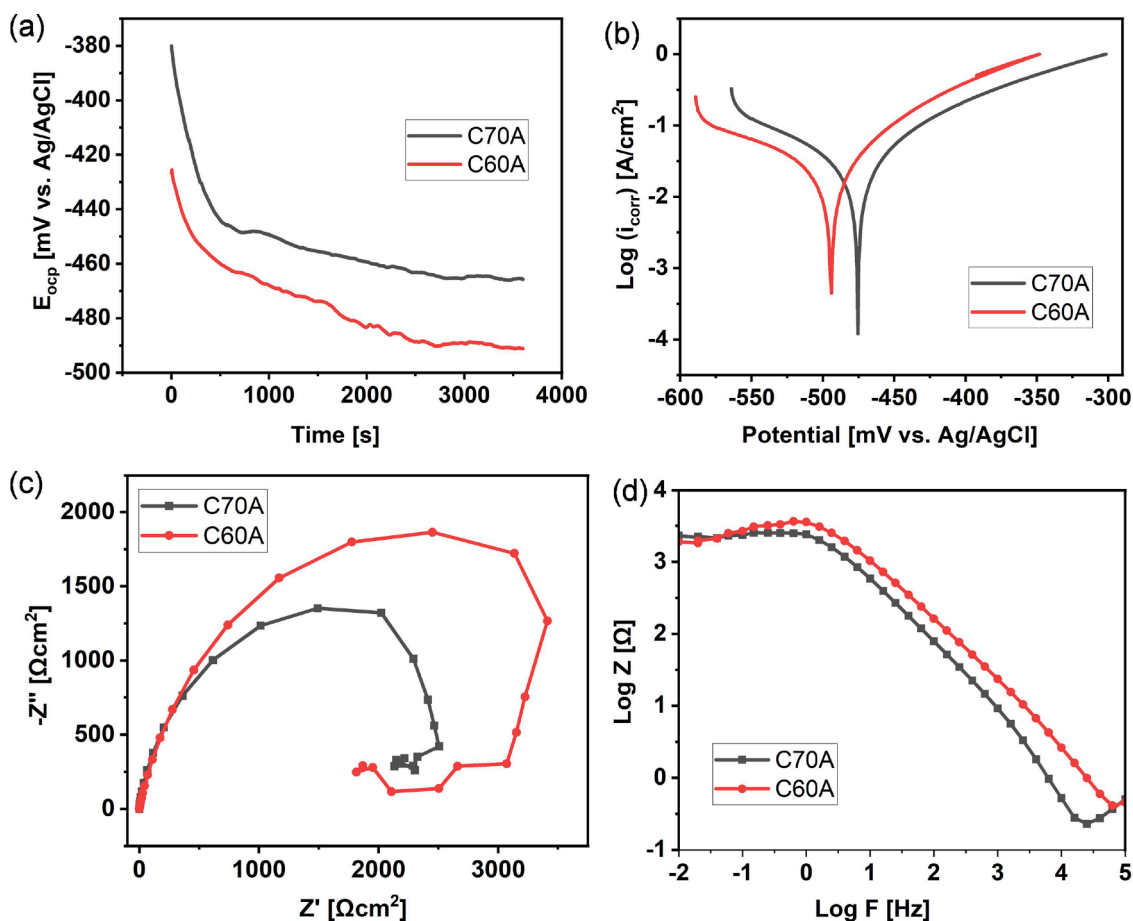 (a)
-380
-400
-420
-440
-460
-480
-500
E_ocp [mV vs. Ag/AgCl]
C70A
C60A
0
1000
2000
3000
4000
Time [s]
(b)
0
-1
-2
-3
-4
Log (i_corr) [A/cm²]
C70A
C60A
-600
-550
-500
-450
-400
-350
-300
Potential [mV vs. Ag/AgCl]
(c)
2000
1500
1000
500
0
-Z'' [Ωcm²]
C70A
C60A
0
1000
2000
3000
Z' [Ωcm²]
(d)
4
3
2
1
0
-1
Log Z [Ω]
C70A
C60A
-2
-1
0
1
2
3
4
5
Log F [Hz]